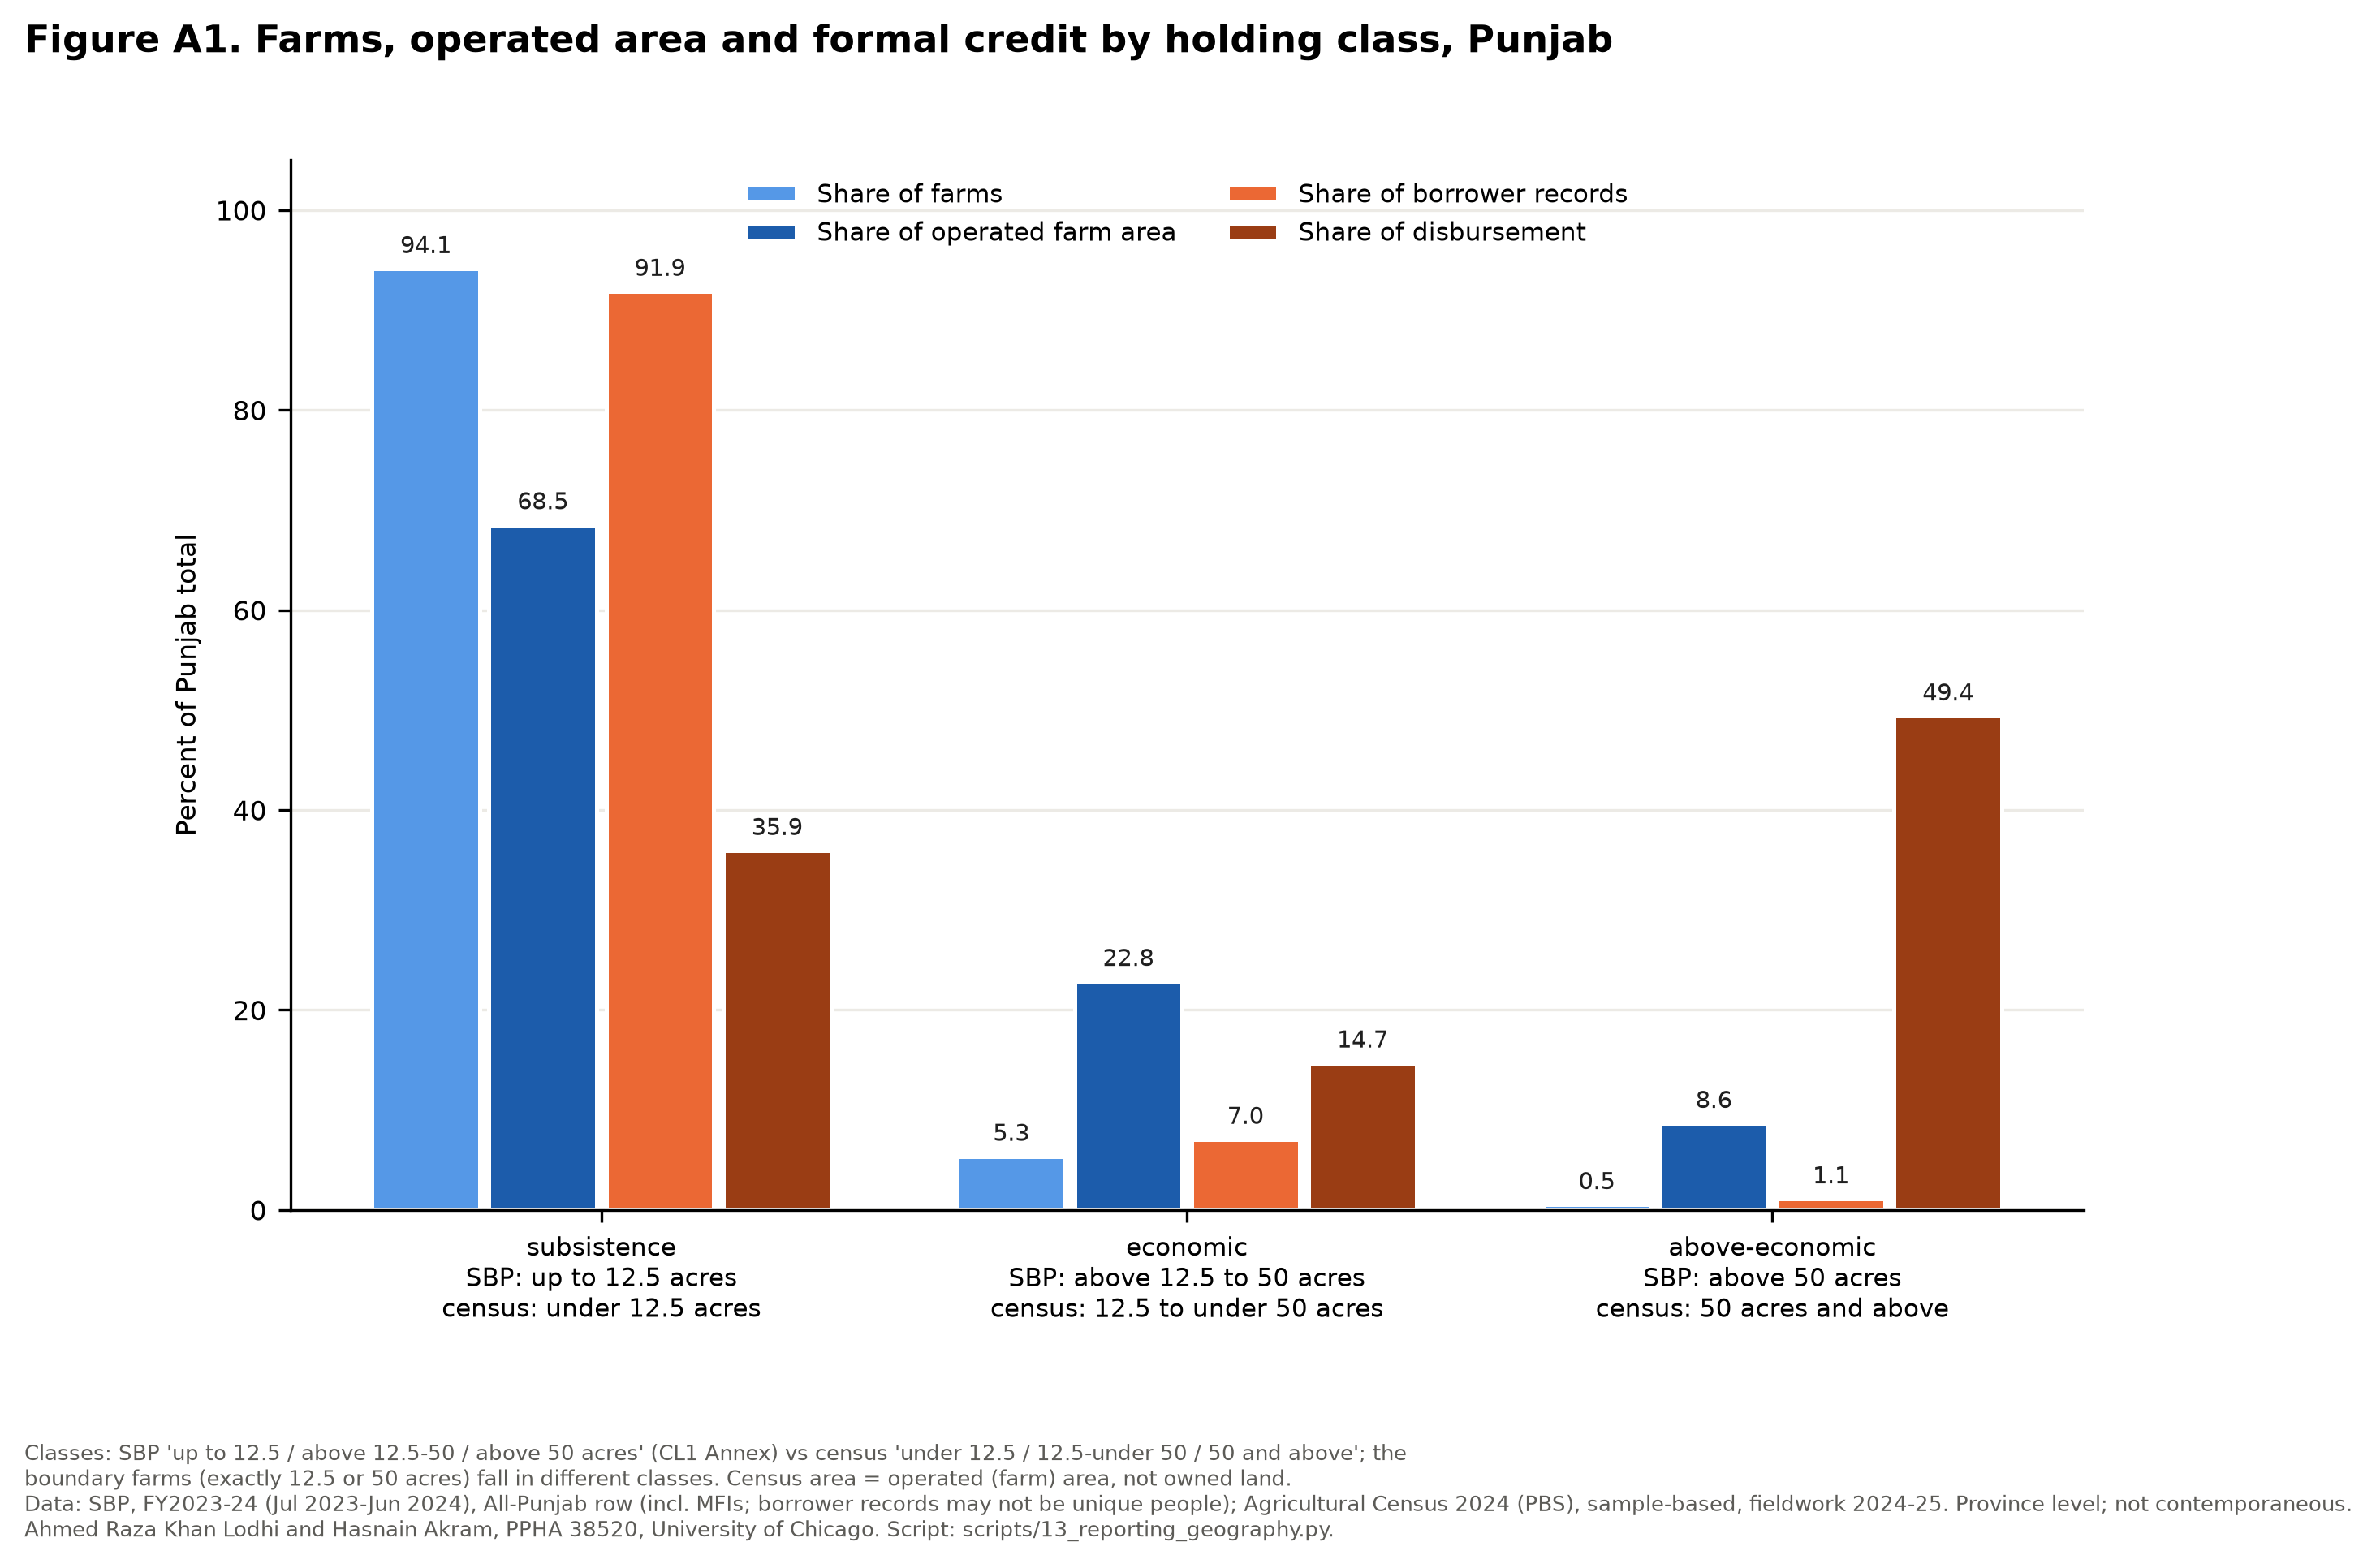 Figure A1. Farms, operated area and formal credit by holding class, Punjab
Share of farms
Share of operated farm area
Share of borrower records
Share of disbursement
Percent of Punjab total
100
80
60
40
20
0
94.1
68.5
91.9
35.9
5.3
22.8
7.0
14.7
0.5
8.6
1.1
49.4
subsistence
SBP: up to 12.5 acres
census: under 12.5 acres
economic
SBP: above 12.5 to 50 acres
census: 12.5 to under 50 acres
above-economic
SBP: above 50 acres
census: 50 acres and above
Classes: SBP 'up to 12.5 / above 12.5-50 / above 50 acres' (CL1 Annex) vs census 'under 12.5 / 12.5-under 50 / 50 and above'; the
boundary farms (exactly 12.5 or 50 acres) fall in different classes. Census area = operated (farm) area, not owned land.
Data: SBP, FY2023-24 (Jul 2023-Jun 2024), All-Punjab row (incl. MFIs; borrower records may not be unique people); Agricultural Census 2024 (PBS), sample-based, fieldwork 2024-25. Province level; not contemporaneous.
Ahmed Raza Khan Lodhi and Hasnain Akram, PPHA 38520, University of Chicago. Script: scripts/13_reporting_geography.py.